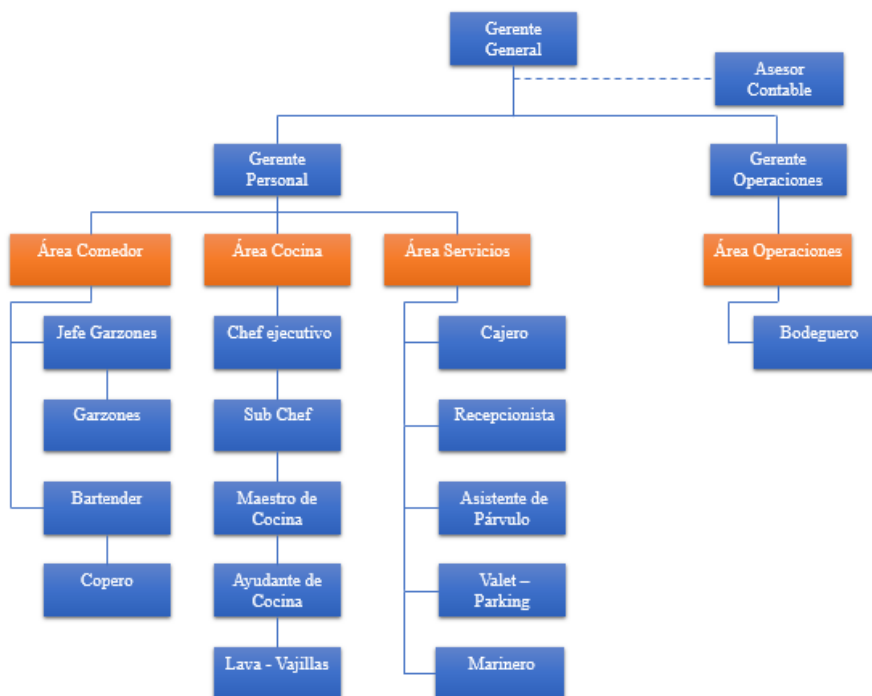 Gerente
General
Asesor
Contable
Gerente
Personal
Gerente
Operaciones
Área Comedor
Área Cocina
Área Servicios
Área Operaciones
Jefe Garzones
Chef ejecutivo
Cajero
Bodeguero
Garzones
Sub Chef
Recepcionista
Bartender
Maestro de
Cocina
Asistente de
Párvulo
Copero
Ayudante de
Cocina
Valet –
Parking
Lava - Vajillas
Marinero